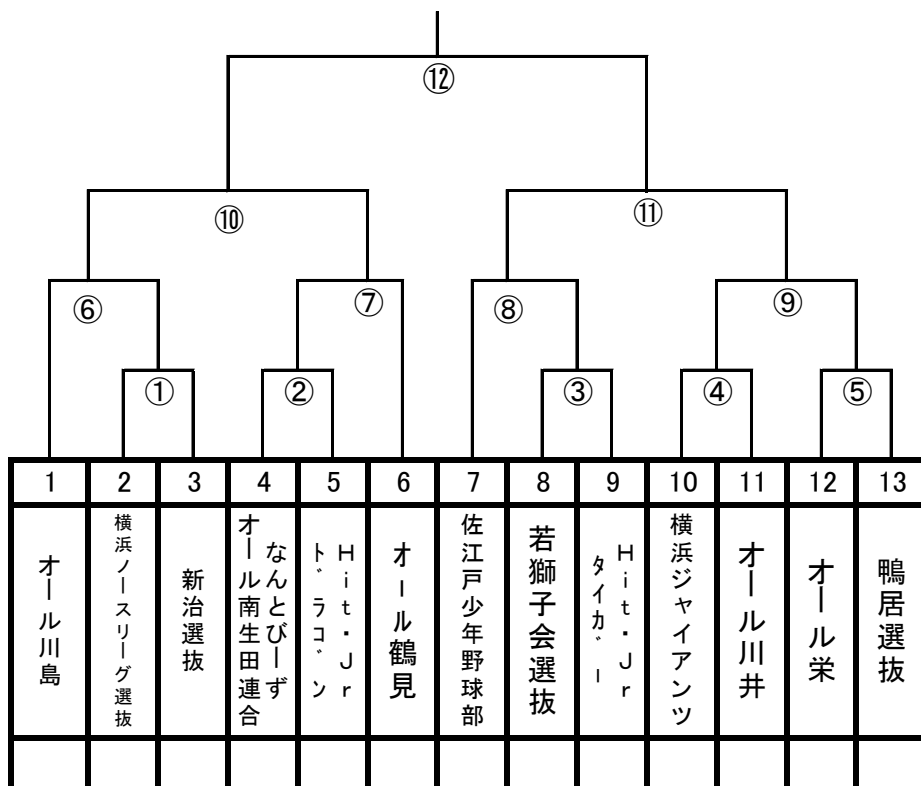 ⑫
⑩
⑪
⑥
⑦
⑧
⑨
①
②
③
④
⑤
1 2 3 4 5 6 7 8 9 10 11 12 13
オール川島
横浜ノースリーグ選抜
新治選抜
なんとびーず
オール南生田連合
Hit・Jr
ドラコン
オール鶴見
佐江戸少年野球部
若獅子会選抜
Hit・Jr
タイガー
横浜ジャイアンツ
オール川井
オール栄
鴨居選抜